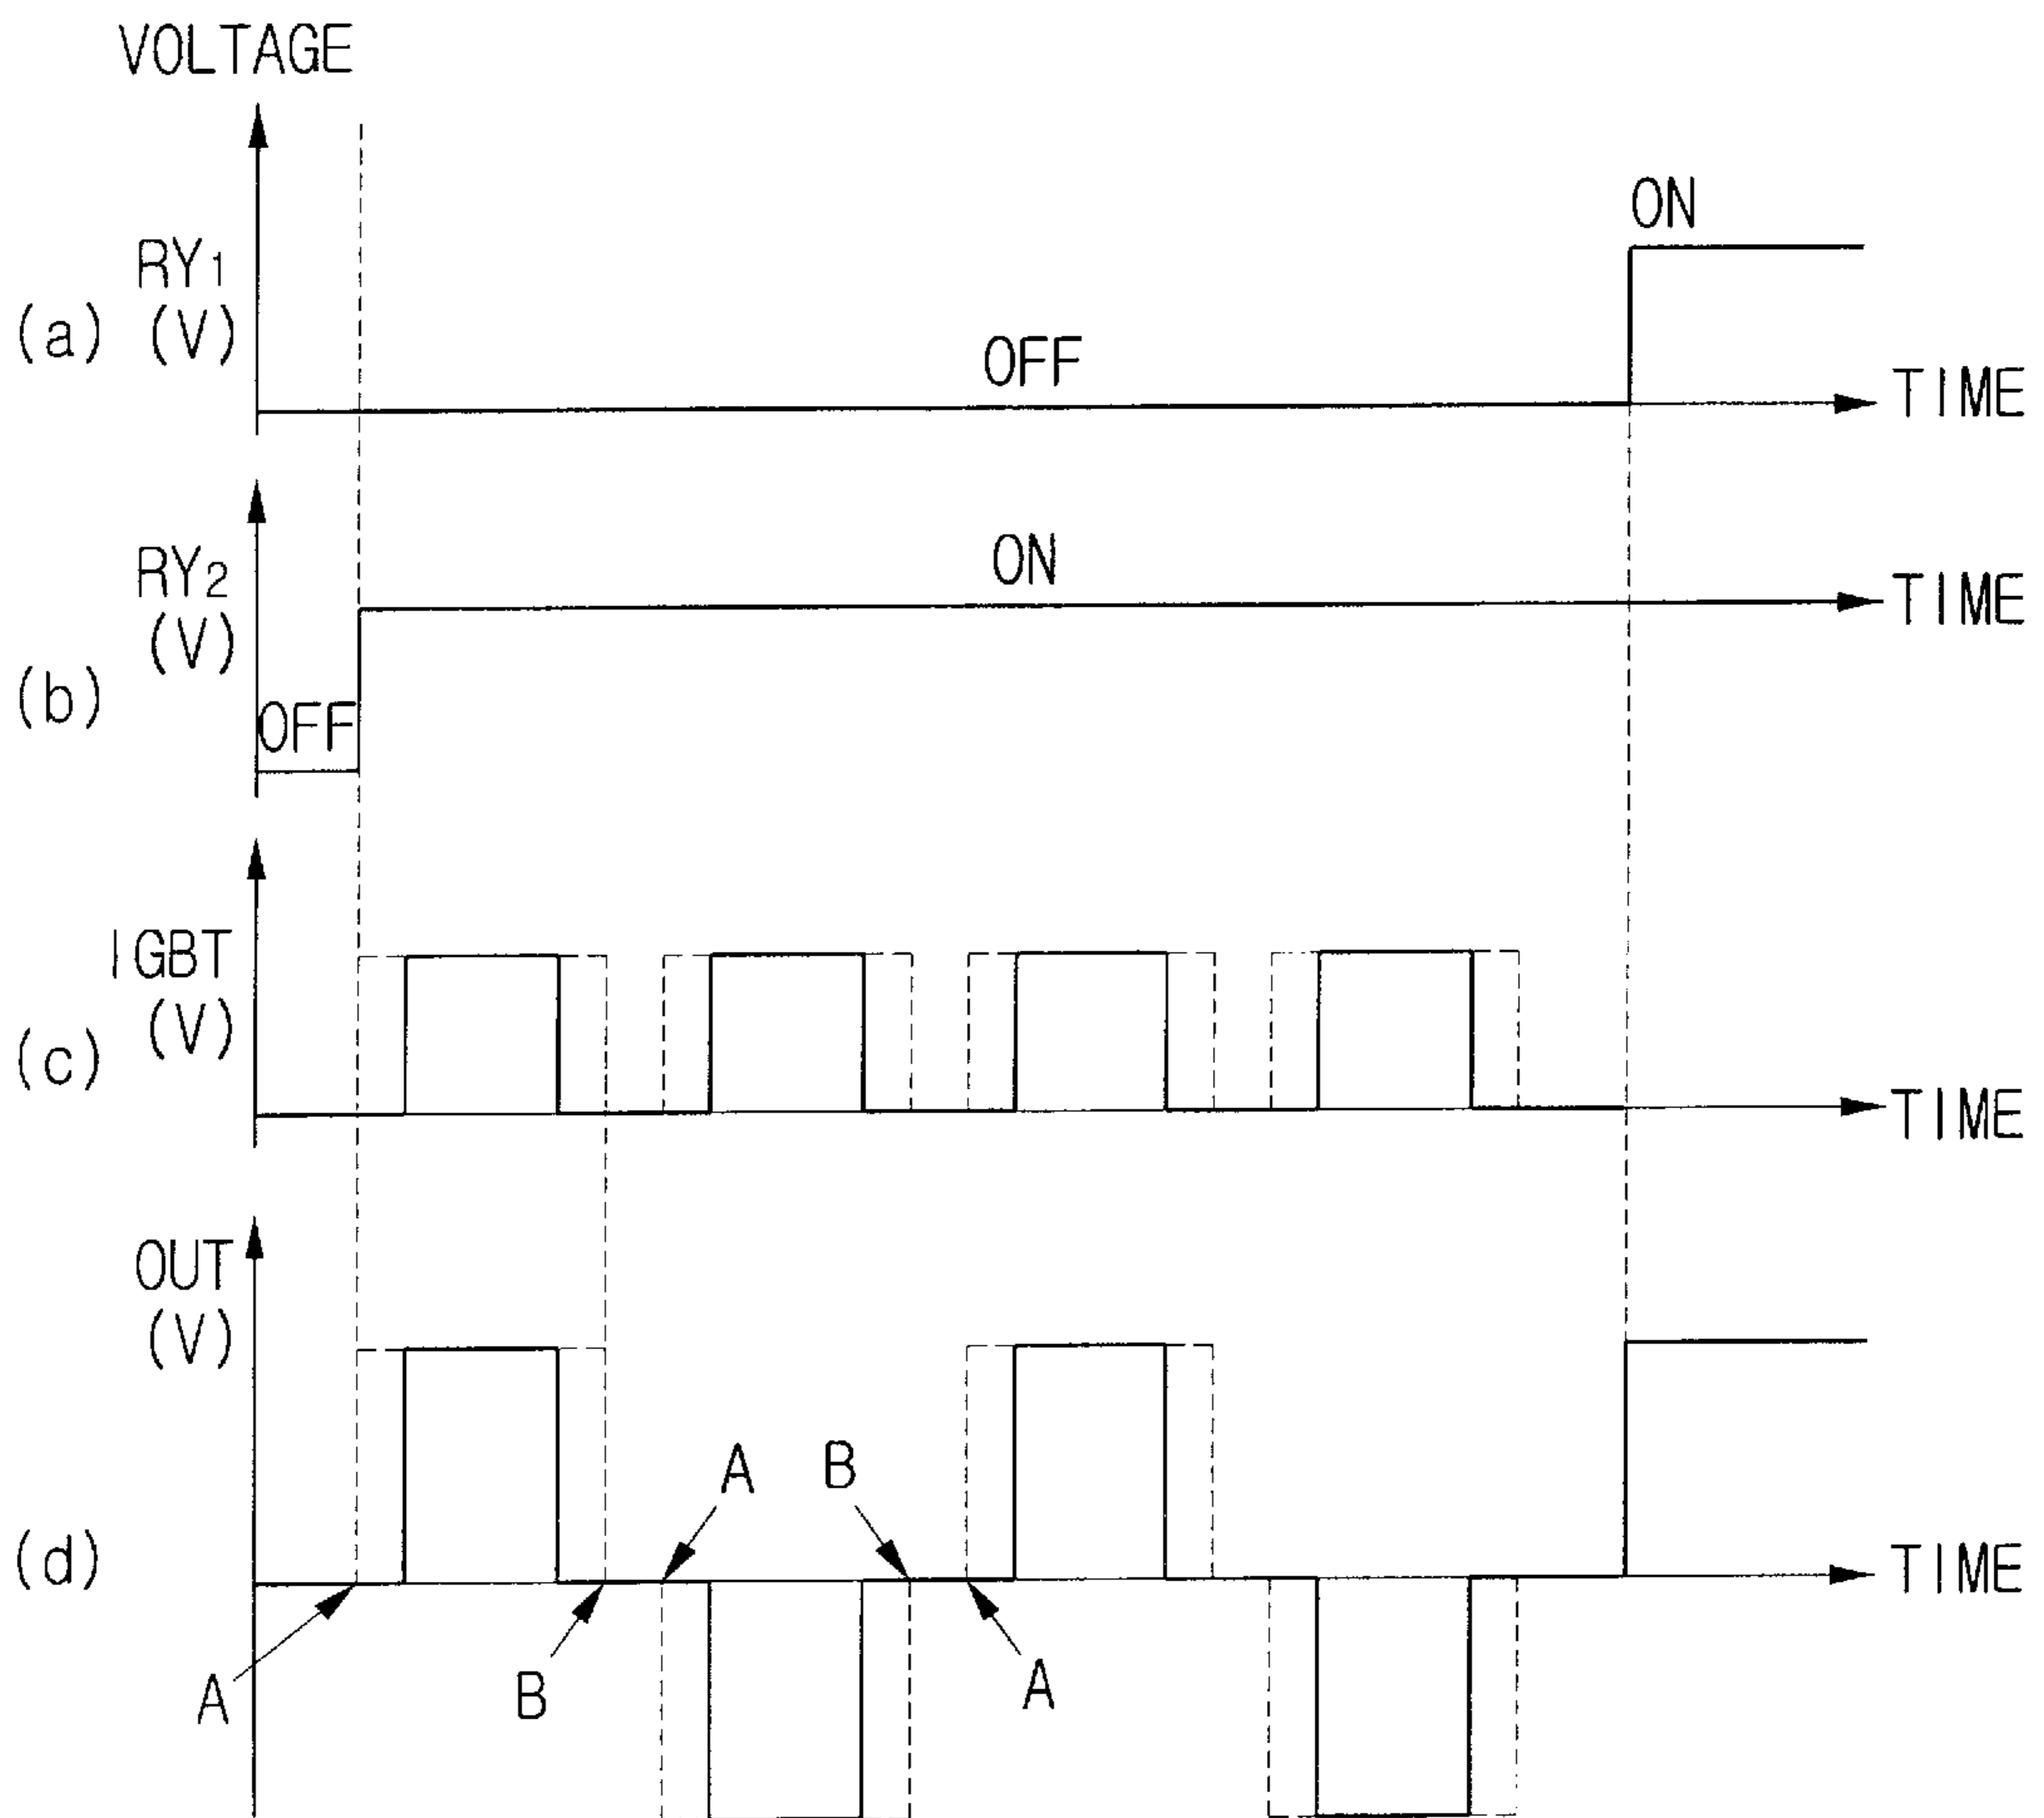 VOLTAGE
ON
RY1
(a) (V)
OFF
TIME
ON
RY2
TIME
(V)
(b)
OFF
IGBT
(V)
(c)
TIME
OUT
(V)
A B
(d)
TIME
A B A